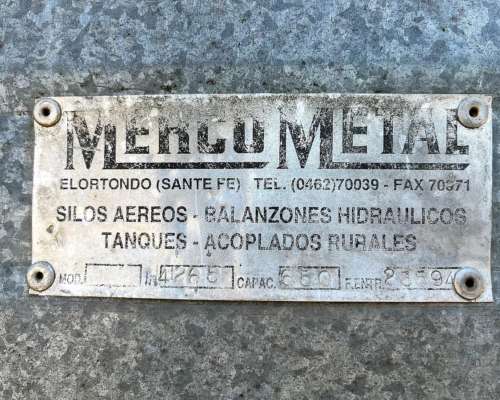 MERCO METAL
ELORTONDO (SANTE FE) TEL. (0462)70039 - FAX 70371
SILOS AEREOS - BALANZONES HIDRAULICOS
TANQUES - ACOPLADOS RURALES
MOD. Nº 4265 CAPAC. F.ENTR.